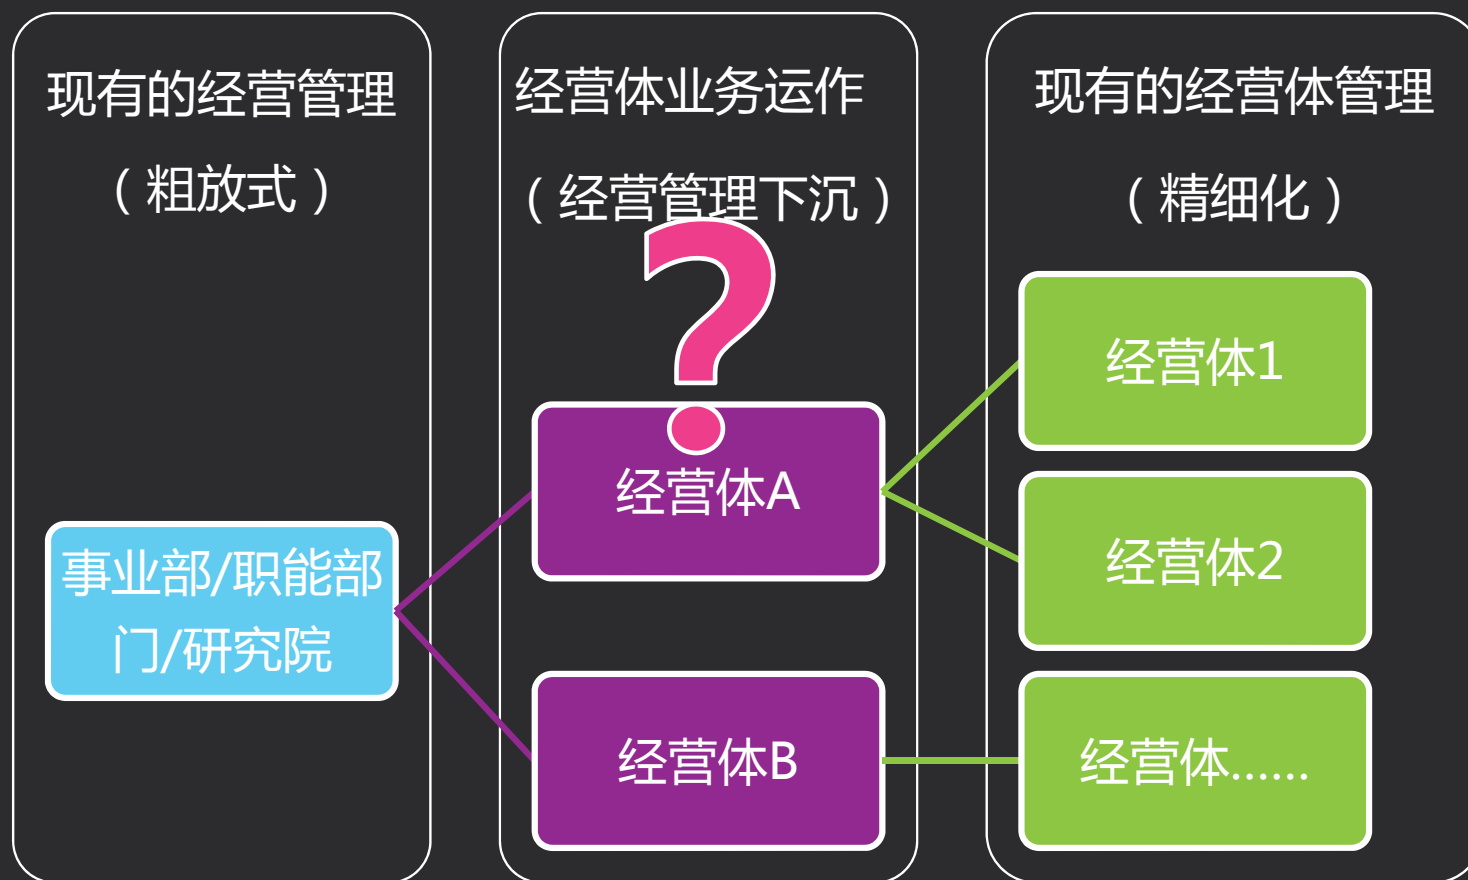 现有的经营管理
（粗放式）
事业部/职能部
门/研究院
经营体业务运作
（经营管理下沉）
?
经营体A
经营体B
现有的经营体管理
（精细化）
经营体1
经营体2
经营体……